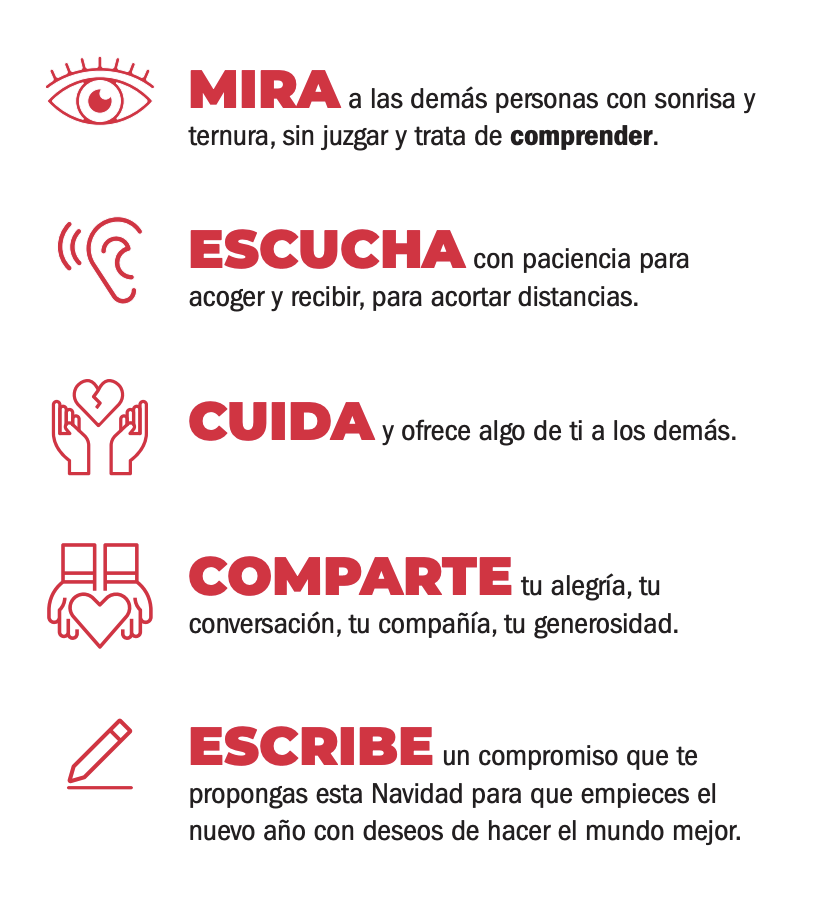 MIRA a las demás personas con sonrisa y
ternura, sin juzgar y trata de comprender.
ESCUCHA con paciencia para
acoger y recibir, para acortar distancias.
CUIDA y ofrece algo de ti a los demás.
COMPARTE tu alegría, tu
conversación, tu compañía, tu generosidad.
ESCRIBE un compromiso que te
propongas esta Navidad para que empieces el
nuevo año con deseos de hacer el mundo mejor.